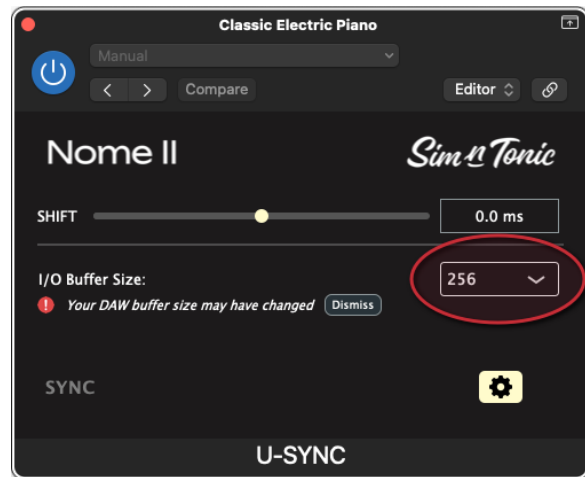 Classic Electric Piano
Manual
Compare
Editor
Nome II
Sim n Tonic
SHIFT
0.0 ms
I/O Buffer Size:
256
! Your DAW buffer size may have changed Dismiss
SYNC
U-SYNC